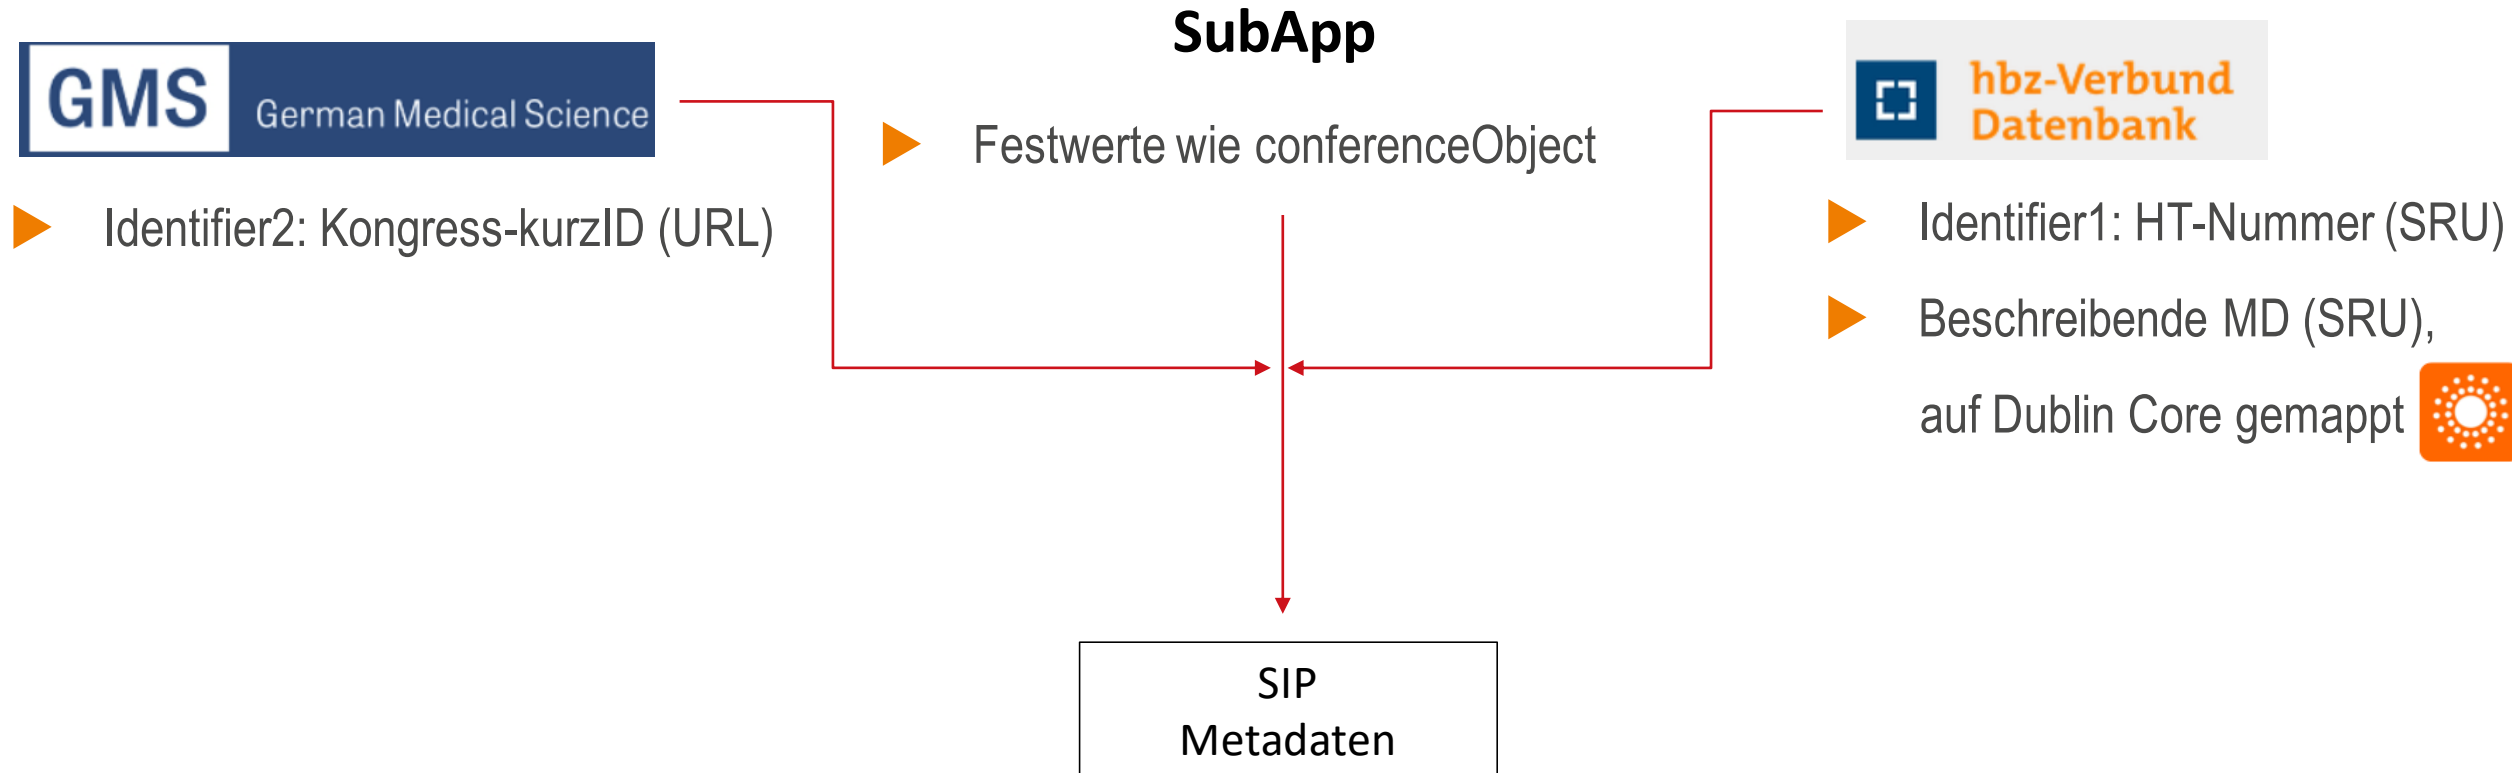 SubApp
GMS German Medical Science
Identifier2: Kongress-kurzID (URL)
Festwerte wie conferenceObject
hbz-Verbund
Datenbank
Identifier1: HT-Nummer (SRU)
Beschreibende MD (SRU),
auf Dublin Core gemappt
SIP
Metadaten